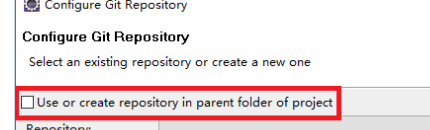 Configure Git Repository
Configure Git Repository
Select an existing repository or create a new one
Use or create repository in parent folder of project
Repository: